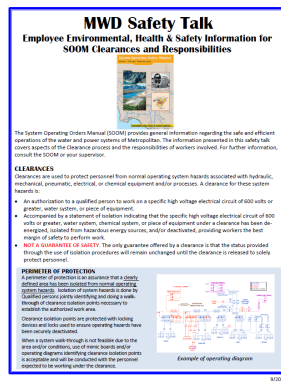 MWD Safety Talk
Employee Environmental, Health & Safety Information for
SOOM Clearances and Responsibilities
The System Operating Orders Manual (SOOM) provides general information regarding the safe and efficient
operations of the water and power systems of Metropolitan. The information presented in this safety talk
covers aspects of the Clearance process and the responsibilities of workers involved. For further information,
consult the SOOM or your supervisor.
CLEARANCES
Clearances are used to protect personnel from normal operating system hazards associated with hydraulic,
mechanical, pneumatic, electrical, or chemical equipment and/or processes. A clearance for these system
hazards is:
• An authorization to a qualified person to work on a specific high voltage electrical circuit of 600 volts or
greater, water system, or piece of equipment.
• Accompanied by a statement of isolation indicating that the specific high voltage electrical circuit of 600
volts or greater, water system, chemical system, or piece of equipment under a clearance has been de-
energized, isolated from hazardous energy sources, and/or deactivated, providing workers the best
margin of safety to perform work.
• NOT A GUARANTEE OF SAFETY. The only guarantee offered by a clearance is that the status provided
through the use of isolation procedures will remain unchanged until the clearance is released to solely
protect personnel.
PERIMETER OF PROTECTION
A perimeter of protection is an assurance that a clearly
defined area has been isolated from normal operating
system hazards. Isolation of system hazards is done by
Qualified persons jointly identifying and doing a walk-
through of clearance isolation points necessary to
establish the authorized work area.
Clearance isolation points are protected with locking
devices and locks used to ensure operating hazards have
been securely deactivated.
When a system walk-through is not feasible due to the
area and/or conditions, use of mimic boards and/or
operating diagrams identifying clearance isolation points
is acceptable and will be conducted with the personnel
expected to be working under the clearance.
Example of operating diagram